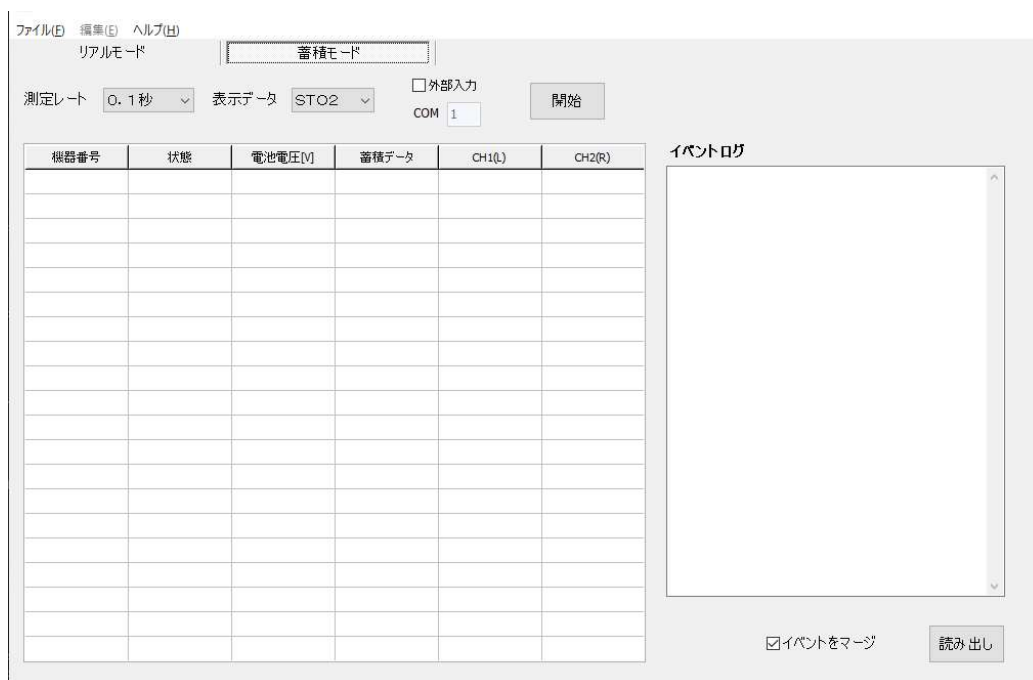 ファイル(F) 編集(E) ヘルプ(H)
リアルモード 蓄積モード
測定レート 0.1秒 表示データ STO2 外部入力 COM 1 開始
機器番号 状態 電池電圧[V] 蓄積データ CH1(L) CH2(R)
イベントログ
イベントをマージ 読み出し